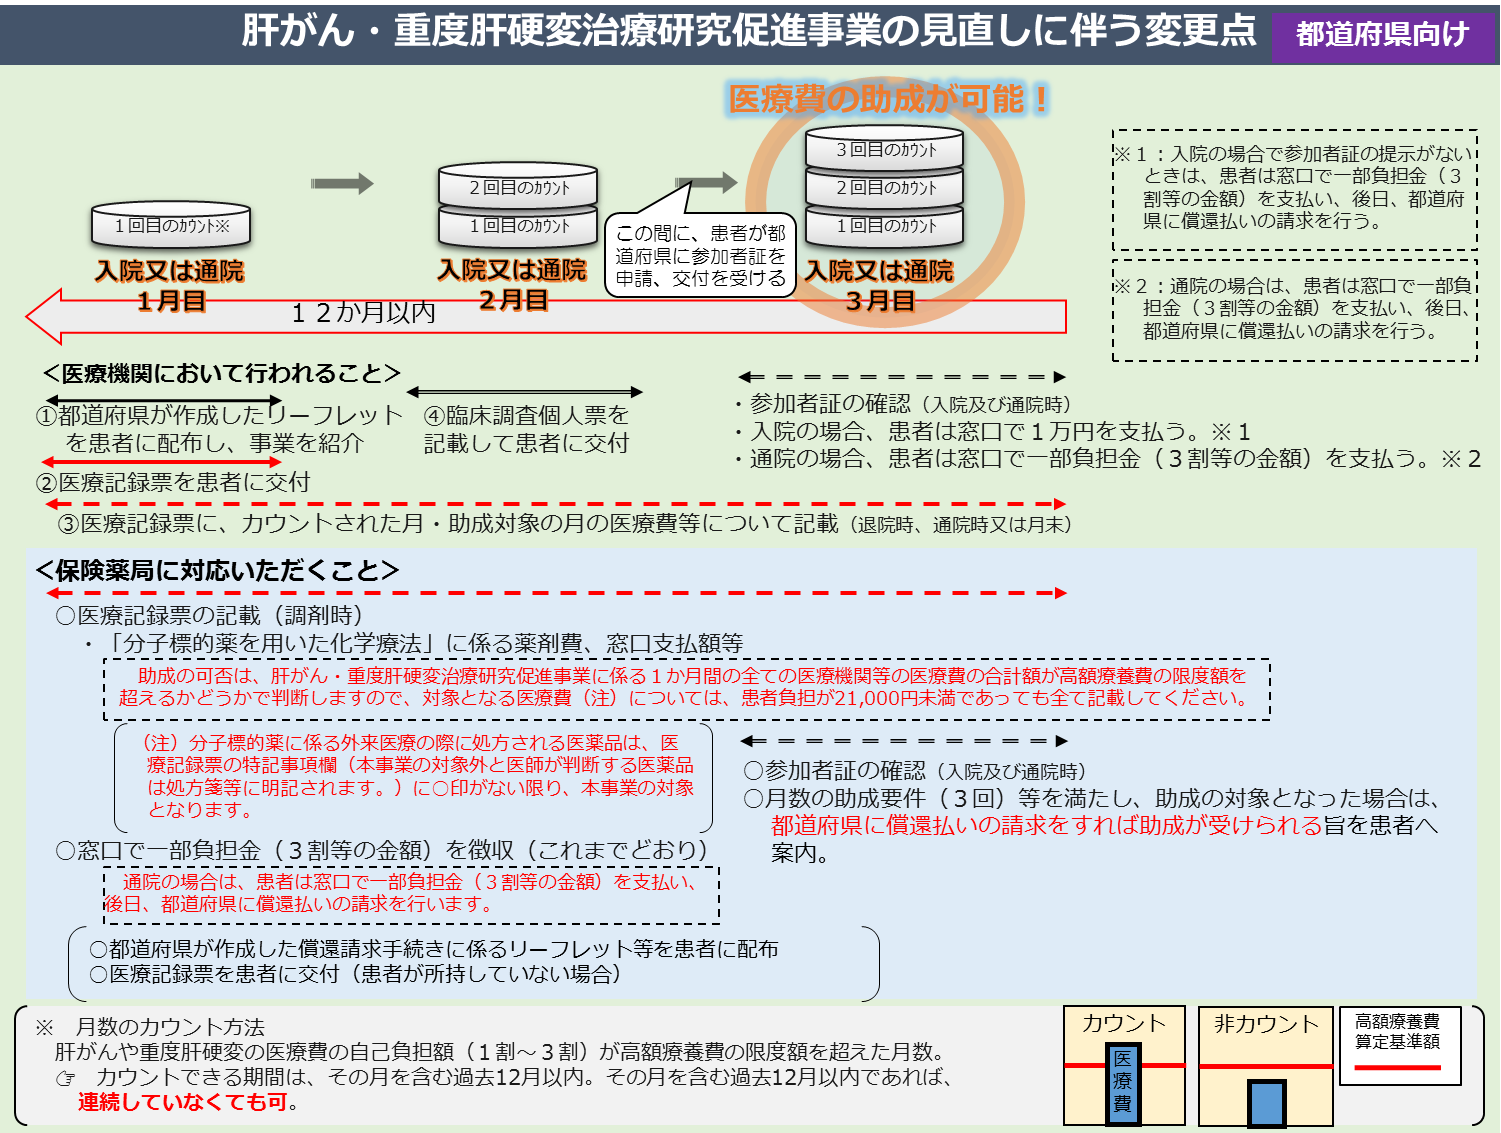 肝がん・重度肝硬変治療研究促進事業の見直しに伴う変更点
都道府県向け
医療費の助成が可能！
３回目のｶｳﾝﾄ
２回目のｶｳﾝﾄ
１回目のｶｳﾝﾄ
２回目のｶｳﾝﾄ
１回目のｶｳﾝﾄ
１回目のｶｳﾝﾄ※
入院又は通院
１月目
入院又は通院
２月目
入院又は通院
３月目
この間に、患者が都
道府県に参加者証を
申請、交付を受ける
１２か月以内
※１：入院の場合で参加者証の提示がない
ときは、患者は窓口で一部負担金（３
割等の金額）を支払い、後日、都道府
県に償還払いの請求を行う。
※２：通院の場合は、患者は窓口で一部負
担金（３割等の金額）を支払い、後日、
都道府県に償還払いの請求を行う。
＜医療機関において行われること＞
①都道府県が作成したリーフレット
を患者に配布し、事業を紹介
④臨床調査個人票を
記載して患者に交付
・参加者証の確認（入院及び通院時）
・入院の場合、患者は窓口で１万円を支払う。※１
・通院の場合、患者は窓口で一部負担金（３割等の金額）を支払う。※２
②医療記録票を患者に交付
③医療記録票に、カウントされた月・助成対象の月の医療費等について記載（退院時、通院時又は月末）
＜保険薬局に対応いただくこと＞
○医療記録票の記載（調剤時）
・「分子標的薬を用いた化学療法」に係る薬剤費、窓口支払額等
助成の可否は、肝がん・重度肝硬変治療研究促進事業に係る１か月間の全ての医療機関等の医療費の合計額が高額療養費の限度額を
超えるかどうかで判断しますので、対象となる医療費（注）については、患者負担が21,000円未満であっても全て記載してください。
（注）分子標的薬に係る外来医療の際に処方される医薬品は、医
療記録票の特記事項欄（本事業の対象外と医師が判断する医薬品
は処方箋等に明記されます。）に○印がない限り、本事業の対象
となります。
○参加者証の確認（入院及び通院時）
○月数の助成要件（３回）等を満たし、助成の対象となった場合は、
都道府県に償還払いの請求をすれば助成が受けられる旨を患者へ
案内。
○窓口で一部負担金（３割等の金額）を徴収（これまでどおり）
通院の場合は、患者は窓口で一部負担金（３割等の金額）を支払い、
後日、都道府県に償還払いの請求を行います。
○都道府県が作成した償還請求手続きに係るリーフレット等を患者に配布
○医療記録票を患者に交付（患者が所持していない場合）
※　月数のカウント方法
肝がんや重度肝硬変の医療費の自己負担額（１割～３割）が高額療養費の限度額を超えた月数。
☞　カウントできる期間は、その月を含む過去12月以内。その月を含む過去12月以内であれば、
連続していなくても可。
カウント
医療費
非カウント
高額療養費
算定基準額